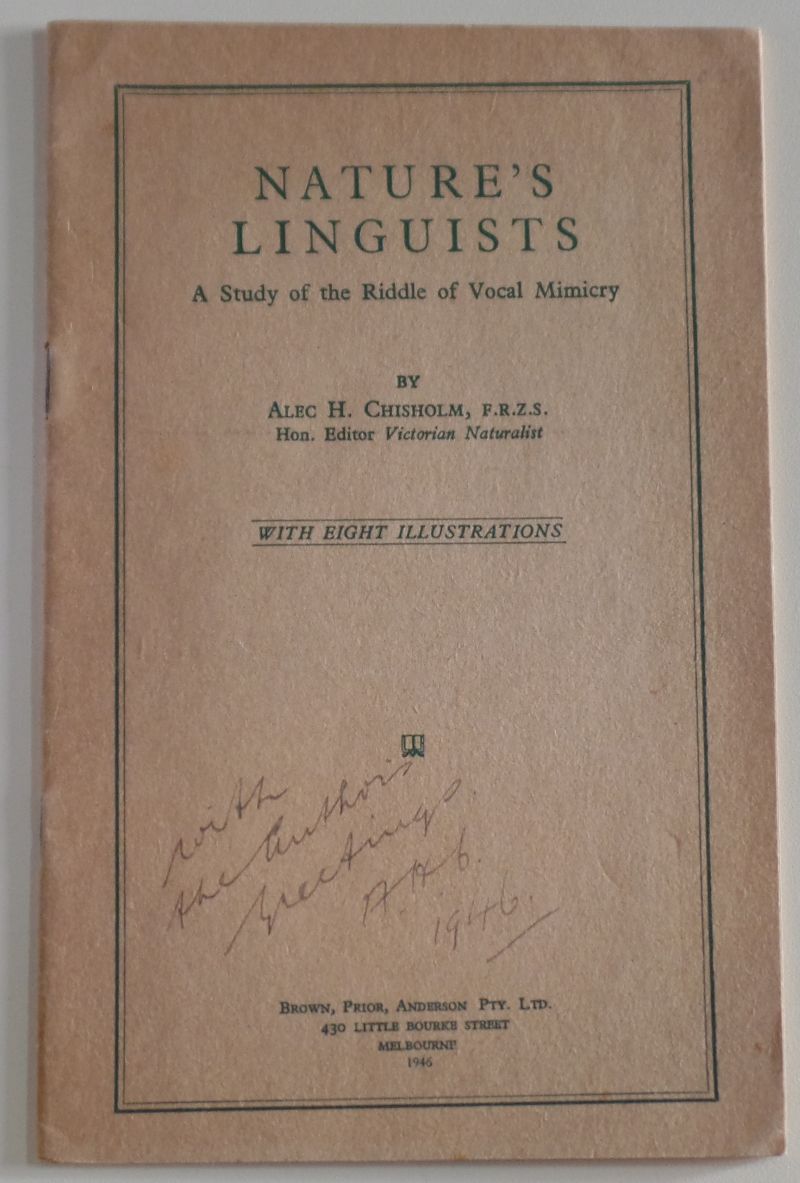 NATURE'S
LINGUISTS
A Study of the Riddle of Vocal Mimicry
BY
ALEC H. CHISHOLM, F.R.Z.S.
Hon. Editor Victorian Naturalist
WITH EIGHT ILLUSTRATIONS
with
the Author's
greetings.
A.H.C.
1946.
BROWN, PRIOR, ANDERSON PTY. LTD.
430 LITTLE BOURKE STREET
MELBOURNE
1946